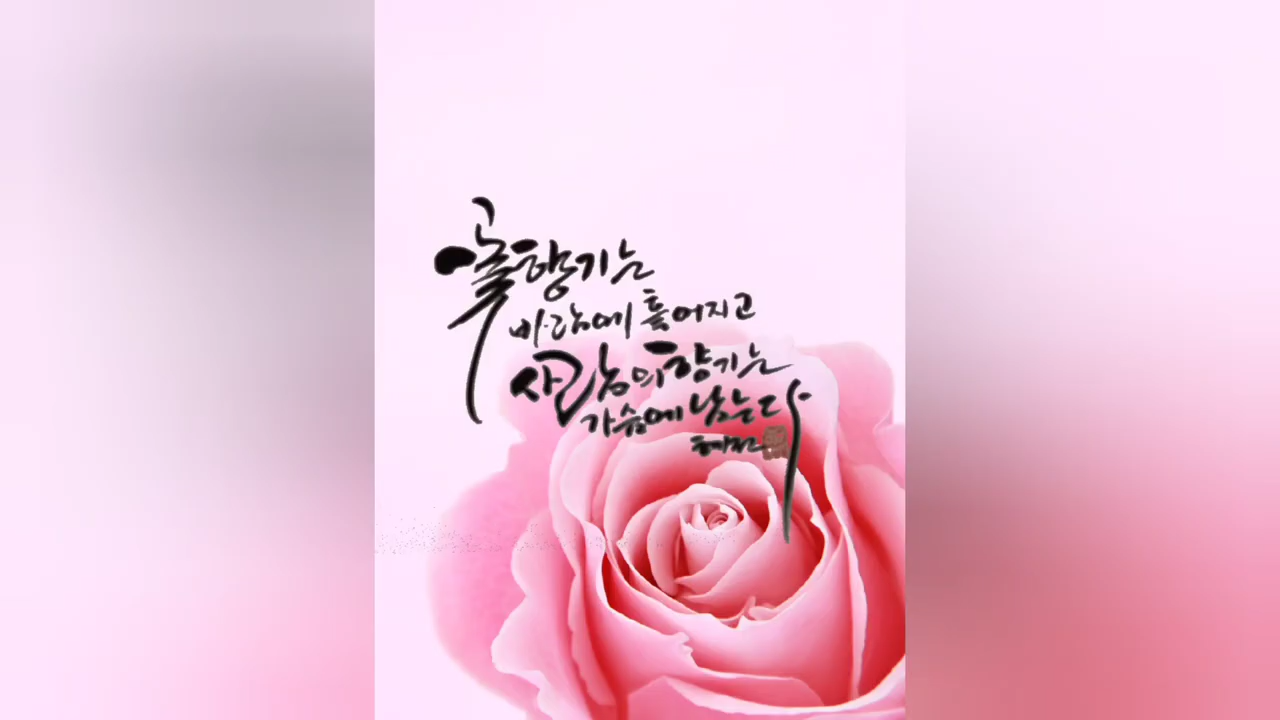 꽃향기는
바람에 흩어지고
사람의 향기는
가슴에 남는다